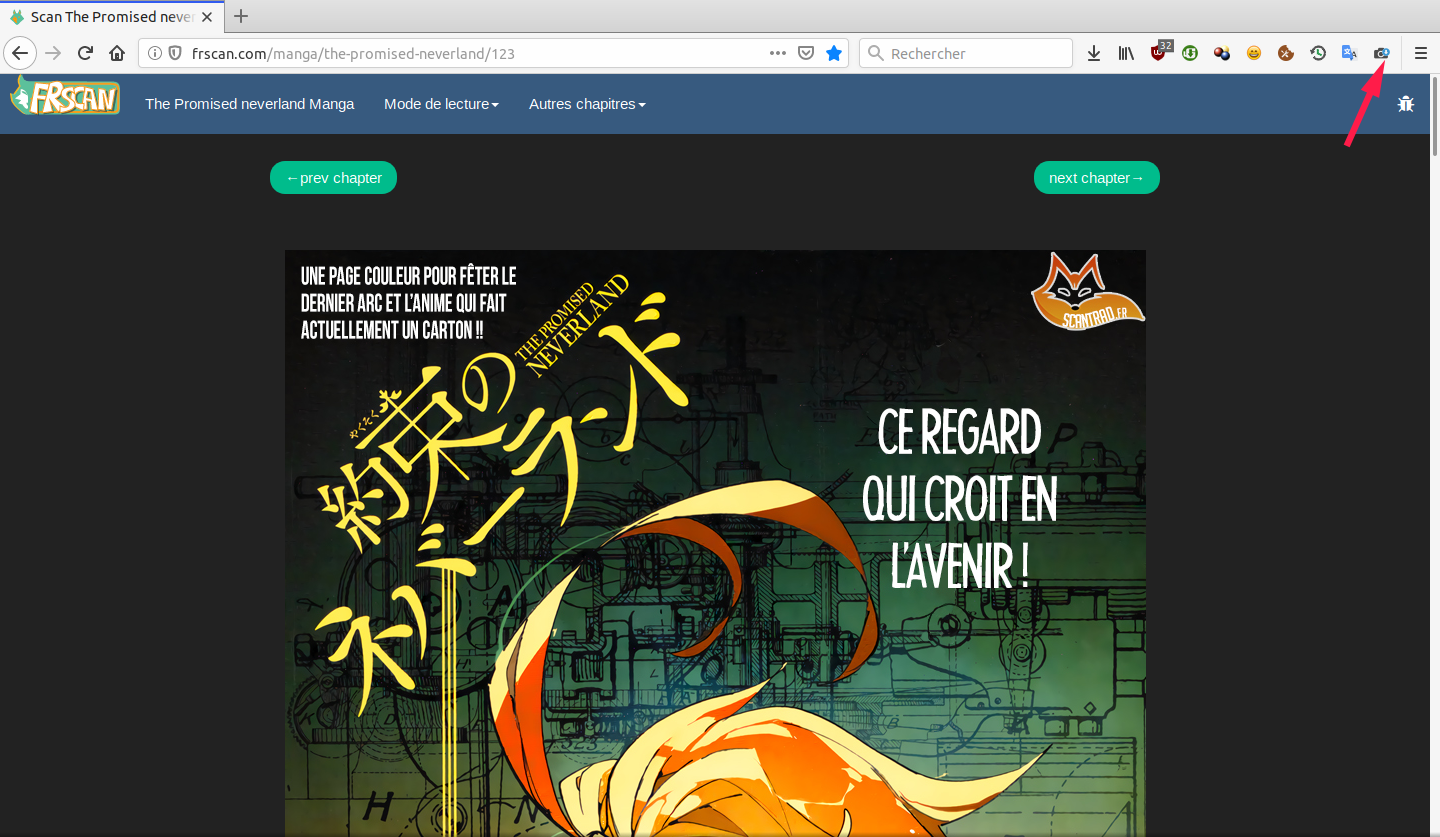 Scan The Promised never
frscan.com/manga/the-promised-neverland/123
Rechercher
32
FRSCAN
The Promised neverland Manga
Mode de lecture
Autres chapitres
←prev chapter
next chapter→
UNE PAGE COULEUR POUR FÊTER LE
DERNIER ARC ET L'ANIME QUI FAIT
ACTUELLEMENT UN CARTON !!
SCANTRAD.FR
THE PROMISED
NEVERLAND
やくそく
約束の
ネバーランド
CE REGARD
QUI CROIT EN
L'AVENIR !
P
A
H
N